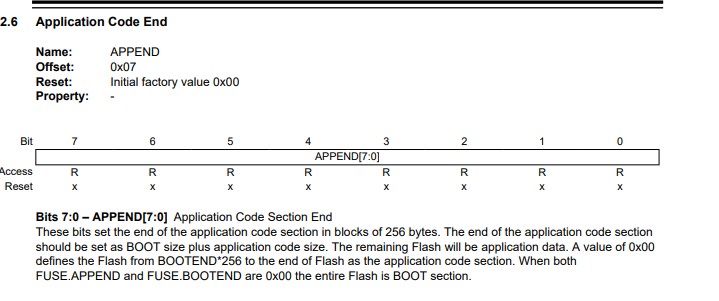 2.6 Application Code End
Name: APPEND
Offset: 0x07
Reset: Initial factory value 0x00
Property: -
Bit 7 6 5 4 3 2 1 0
APPEND[7:0]
Access R R R R R R R R
Reset x x x x x x x x
Bits 7:0 – APPEND[7:0] Application Code Section End
These bits set the end of the application code section in blocks of 256 bytes. The end of the application code section
should be set as BOOT size plus application code size. The remaining Flash will be application data. A value of 0x00
defines the Flash from BOOTEND*256 to the end of Flash as the application code section. When both
FUSE.APPEND and FUSE.BOOTEND are 0x00 the entire Flash is BOOT section.